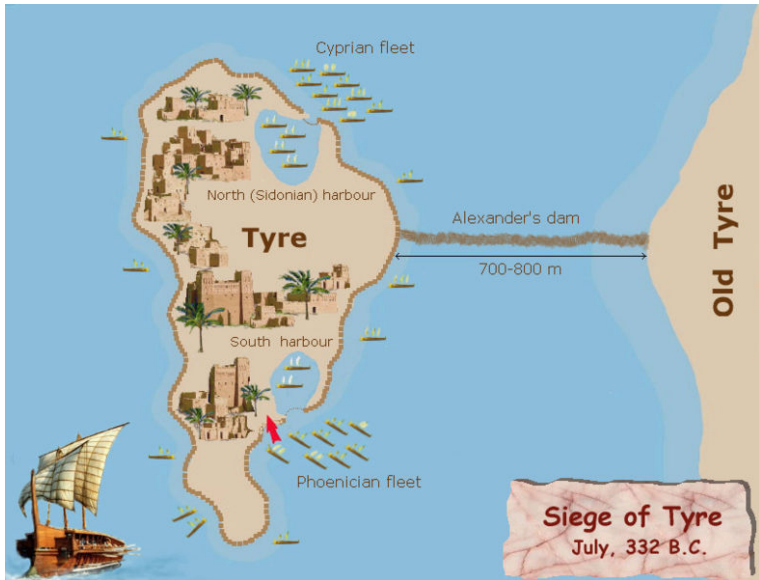 Cyprian fleet
North (Sidonian) harbour
Alexander's dam
Tyre
700-800 m
Old Tyre
South harbour
Phoenician fleet
Siege of Tyre
July, 332 B.C.